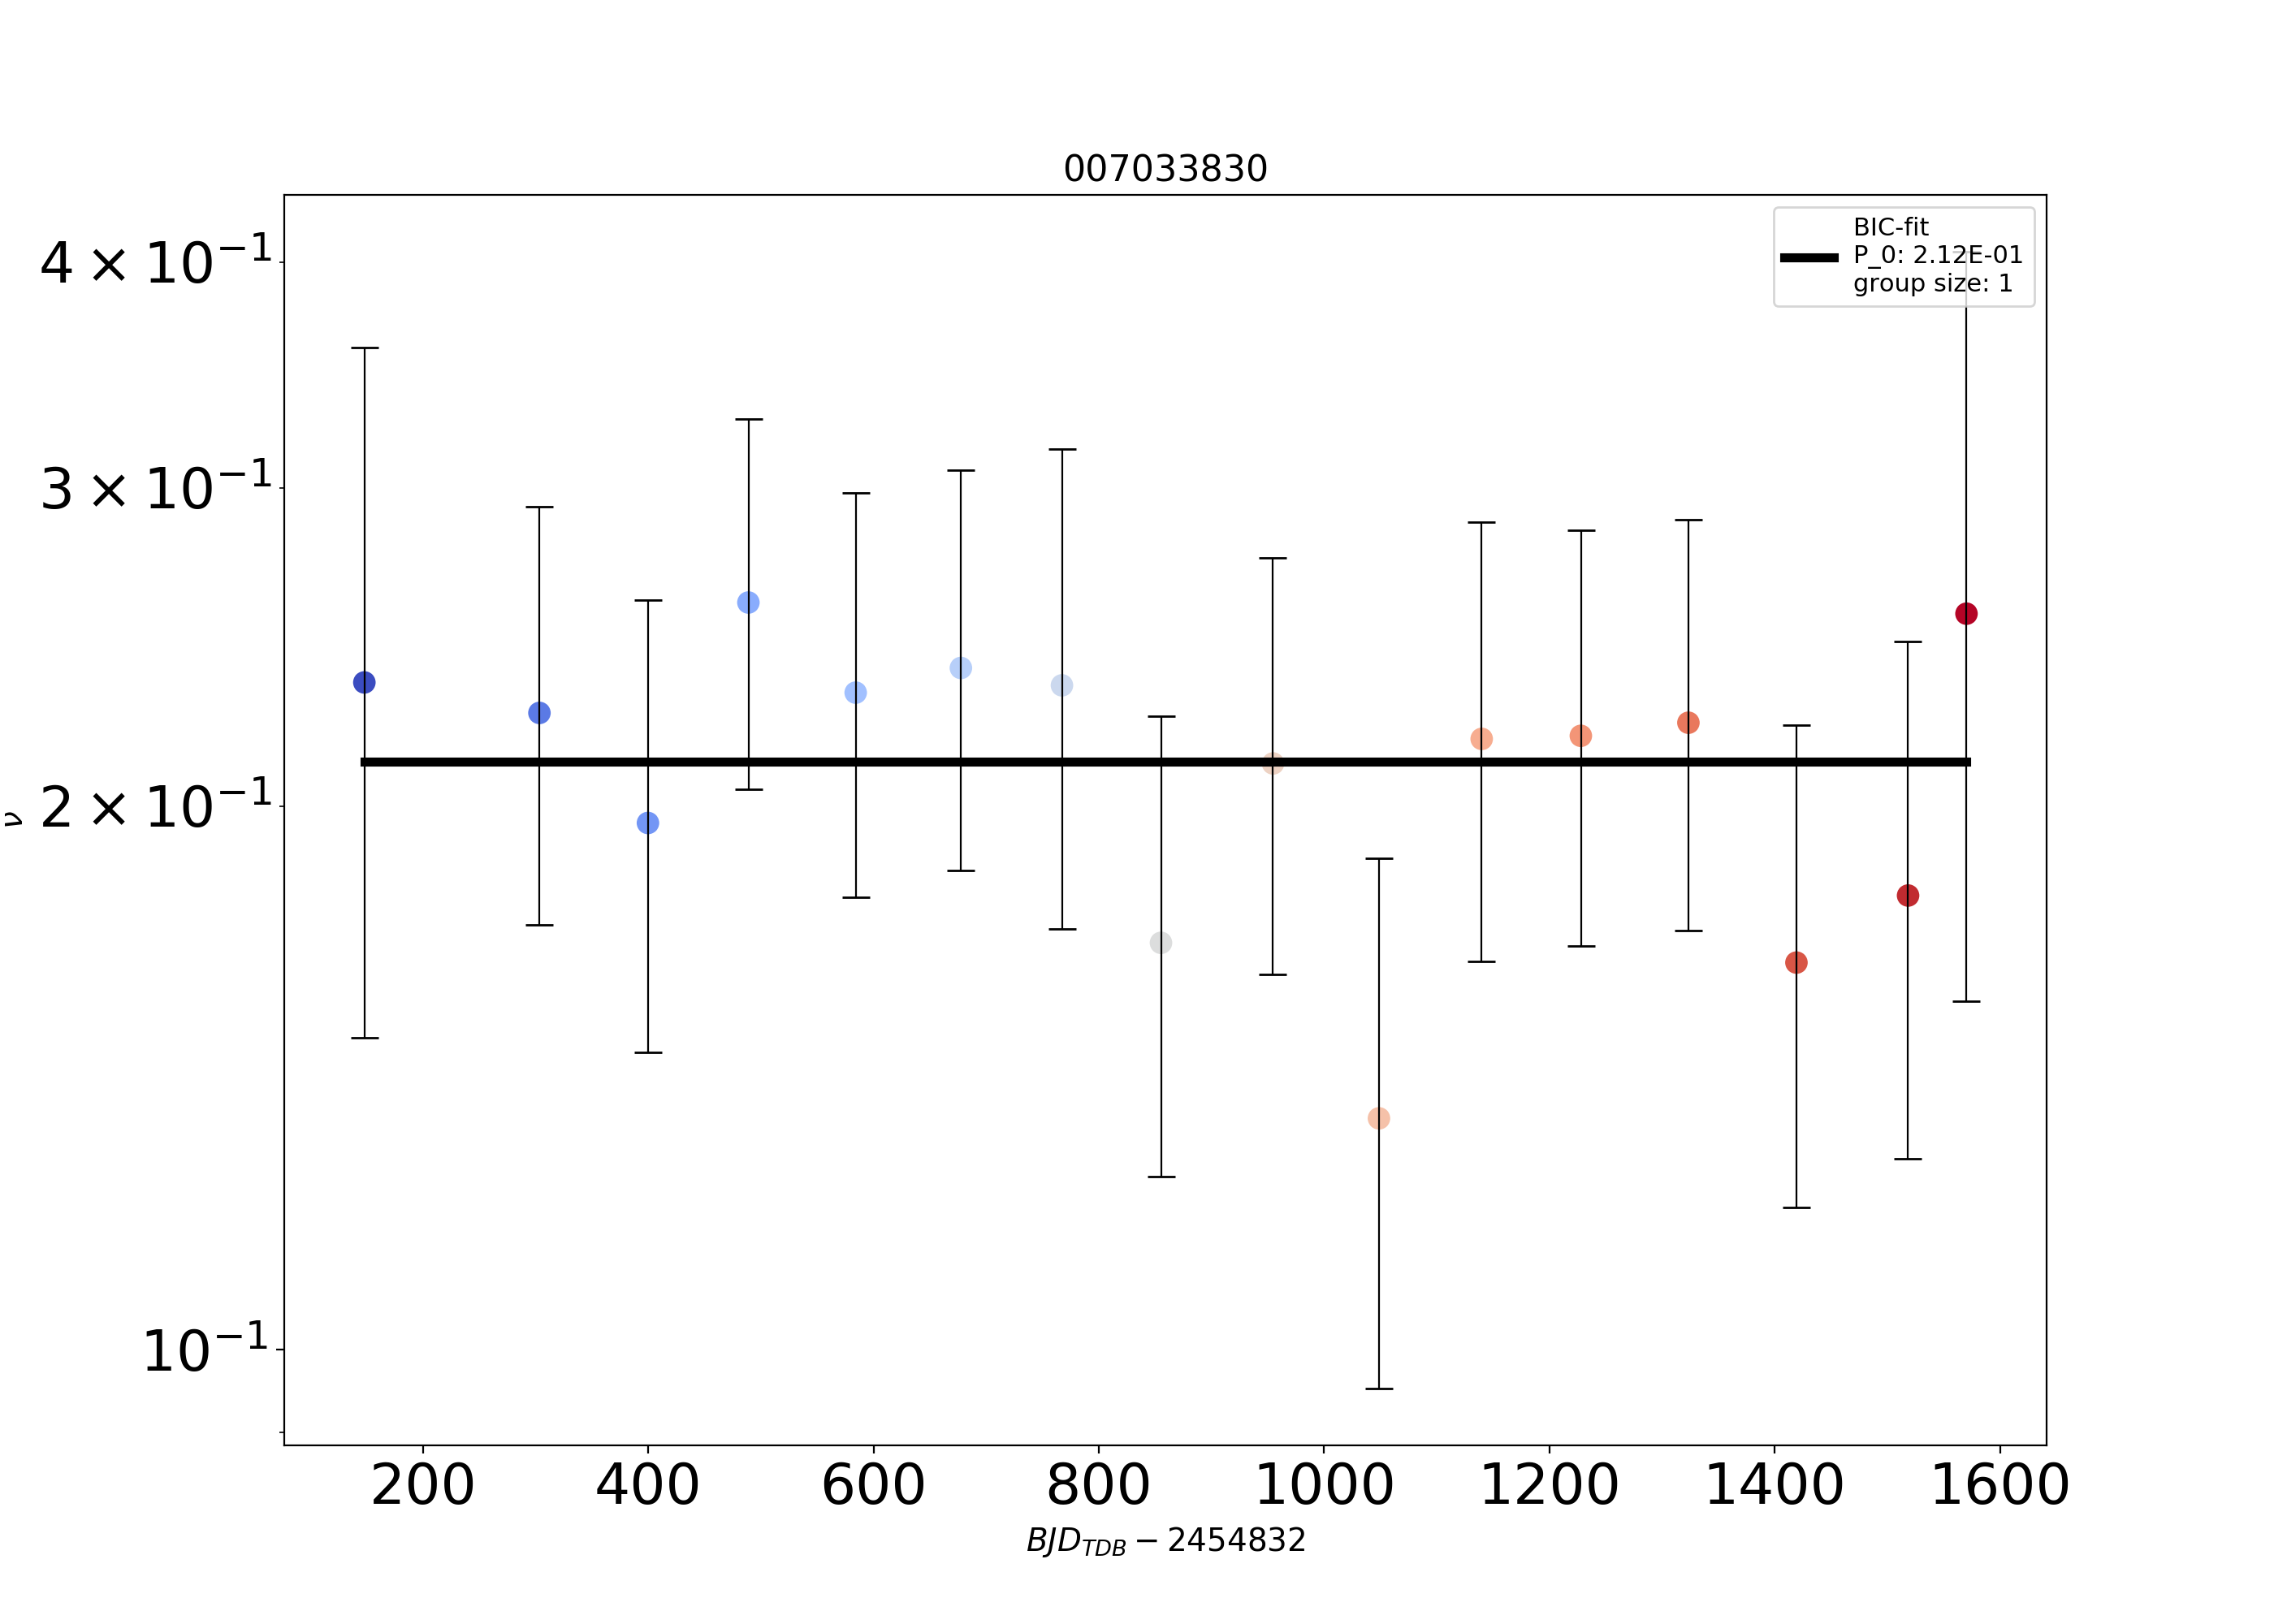 007033830
BIC-fit
P_0: 2.12E-01
group size: 1
4 × 10⁻¹
3 × 10⁻¹
2 × 10⁻¹
10⁻¹
ν
200 400 600 800 1000 1200 1400 1600
BJD_TDB − 2454832